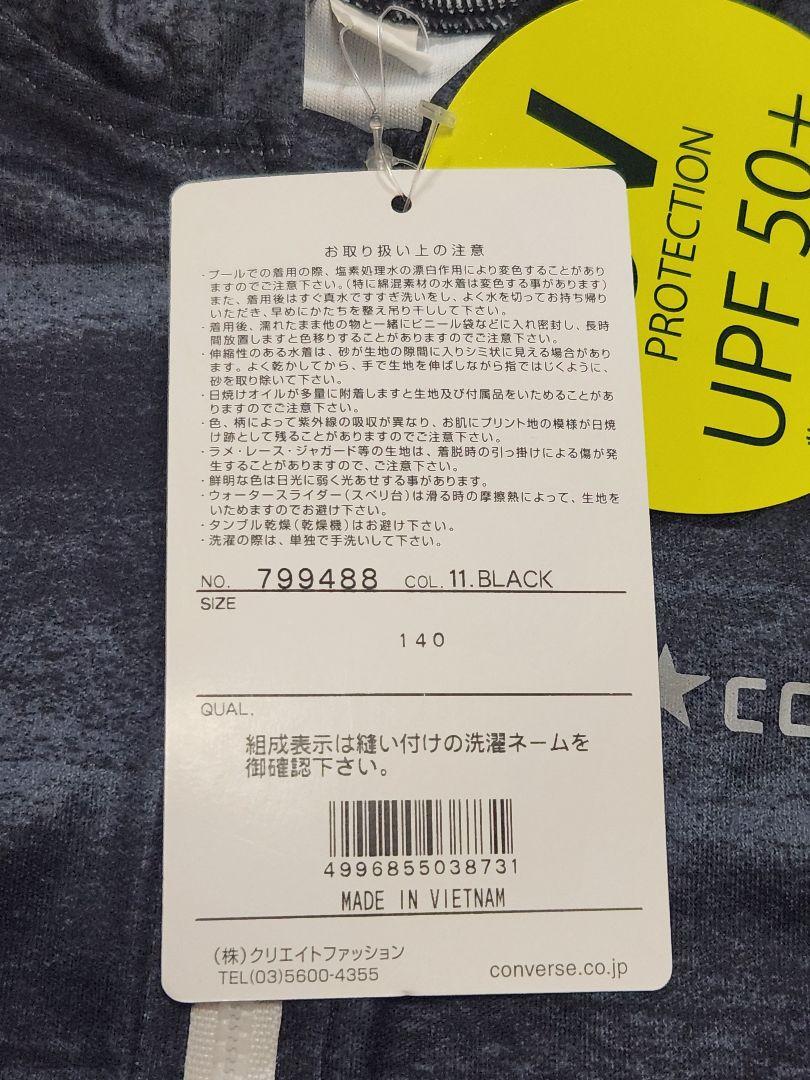 お取り扱い上の注意
・プールでの着用の際、塩素処理水の漂白作用により変色することがあり
ますのでご注意下さい。(特に綿混素材の水着は変色する事があります)
また、着用後はすぐ真水ですすぎ洗いをし、よく水を切ってお持ち帰り
いただき、早めにかたちを整え吊り干しして下さい。
・着用後、濡れたまま他の物と一緒にビニール袋などに入れ密封し、長時
間放置しますと色移りすることがありますのでご注意下さい。
・伸縮性のある水着は、砂が生地の隙間に入りシミ状に見える場合があり
ます。よく乾かしてから、手で生地を伸ばしながら指ではじくように、
砂を取り除いて下さい。
・日焼けオイルが多量に附着しますと生地及び付属品をいためることがあ
りますのでご注意下さい。
・色、柄によって紫外線の吸収が異なり、お肌にプリント地の模様が日焼
け跡として残ることがありますのでご注意下さい。
・ラメ・レース・ジャガード等の生地は、着脱時の引っ掛けによる傷が発
生することがありますので、ご注意下さい。
・鮮明な色は日光に弱く光あせする事があります。
・ウォータースライダー(スベリ台)は滑る時の摩擦熱によって、生地を
いためますのでお避け下さい。
・タンブル乾燥(乾燥機)はお避け下さい。
・洗濯の際は、単独で手洗いして下さい。
NO. 799488 COL. 11.BLACK
SIZE
140
QUAL.
組成表示は縫い付けの洗濯ネームを
御確認下さい。
4996855038731
MADE IN VIETNAM
(株)クリエイトファッション
TEL(03)5600-4355
converse.co.jp
PROTECTION
UPF 50+